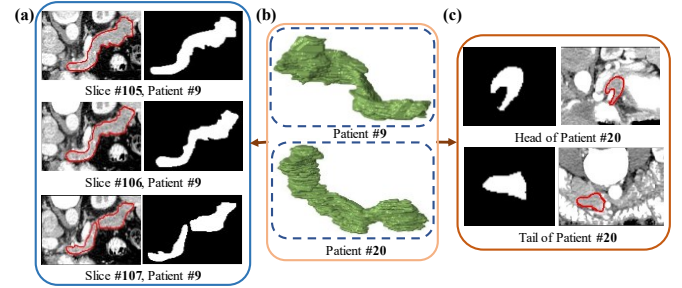 (a)
Slice #105, Patient #9
Slice #106, Patient #9
Slice #107, Patient #9
(b)
Patient #9
Patient #20
(c)
Head of Patient #20
Tail of Patient #20